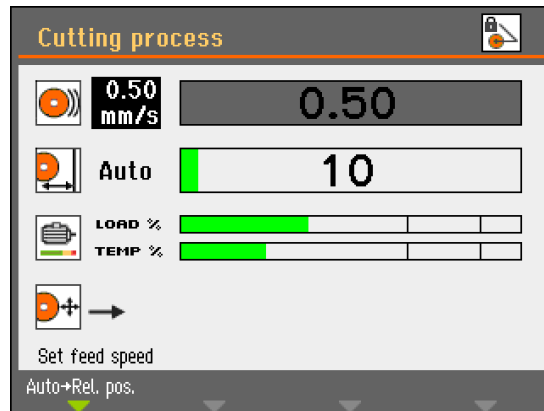 Cutting process
0.50
mm/s
0.50
Auto
10
LOAD %
TEMP %
Set feed speed
Auto→Rel. pos.